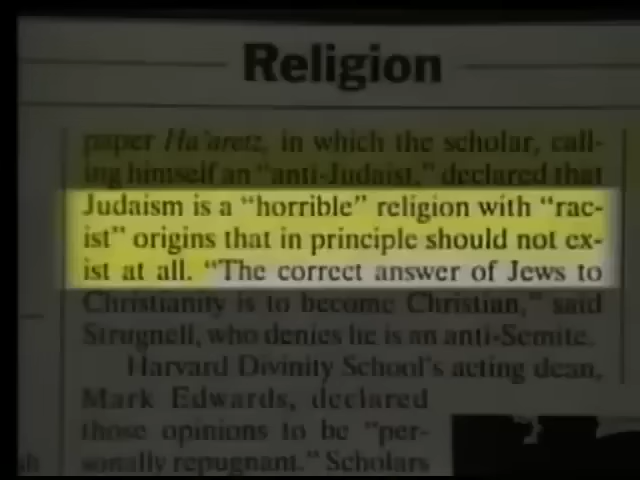 Religion
paper Ha'aretz, in which the scholar, call-
ing himself an "anti-Judaist," declared that
Judaism is a "horrible" religion with "rac-
ist" origins that in principle should not ex-
ist at all. "The correct answer of Jews to
Christianity is to become Christian," said
Strugnell, who denies he is an anti-Semite.
Harvard Divinity School's acting dean,
Mark Edwards, declared
those opinions to be "per-
sonally repugnant." Scholars